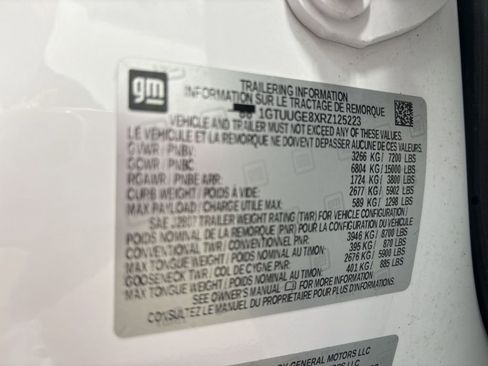 gm
TRAILERING INFORMATION
INFORMATION SUR LE TRACTAGE DE REMORQUE
1GTUUGE8XRZ125223
VEHICLE AND TRAILER MUST NOT EXCEED ANY OF THESE VALUES
LE VEHICULE ET LA REMORQUE NE DOIVENT DEPASSER AUCUNE DE CES VALEURS
GVWR / PNBV: 3266 KG / 7200 LBS
GCWR / PNBC: 6804 KG / 15000 LBS
RGAWR / PNBE ARR: 1724 KG / 3800 LBS
CURB WEIGHT / POIDS À VIDE: 2677 KG / 5902 LBS
MAX PAYLOAD / CHARGE UTILE MAX: 589 KG / 1298 LBS
SAE J2807 TRAILER WEIGHT RATING (TWR) FOR VEHICLE CONFIGURATION /
POIDS NOMINAL DE LA REMORQUE (PNR) POUR LA CONFIGURATION DU VÉHICULE
CONVENTIONAL TWR / CONVENTIONNEL PNR: 3946 KG / 8700 LBS
MAX TONGUE WEIGHT / POIDS MAXIMAL AU TIMON: 395 KG / 870 LBS
GOOSENECK TWR / COL DE CYGNE PNR: 2676 KG / 5900 LBS
MAX TONGUE WEIGHT / POIDS MAXIMAL AU TIMON: 401 KG / 885 LBS
SEE OWNER'S MANUAL FOR MORE INFORMATION
CONSULTEZ LE MANUEL DU PROPRIETAIRE POUR PLUS D'INFORMATION
GENERAL MOTORS LLC
MOTORS LLC